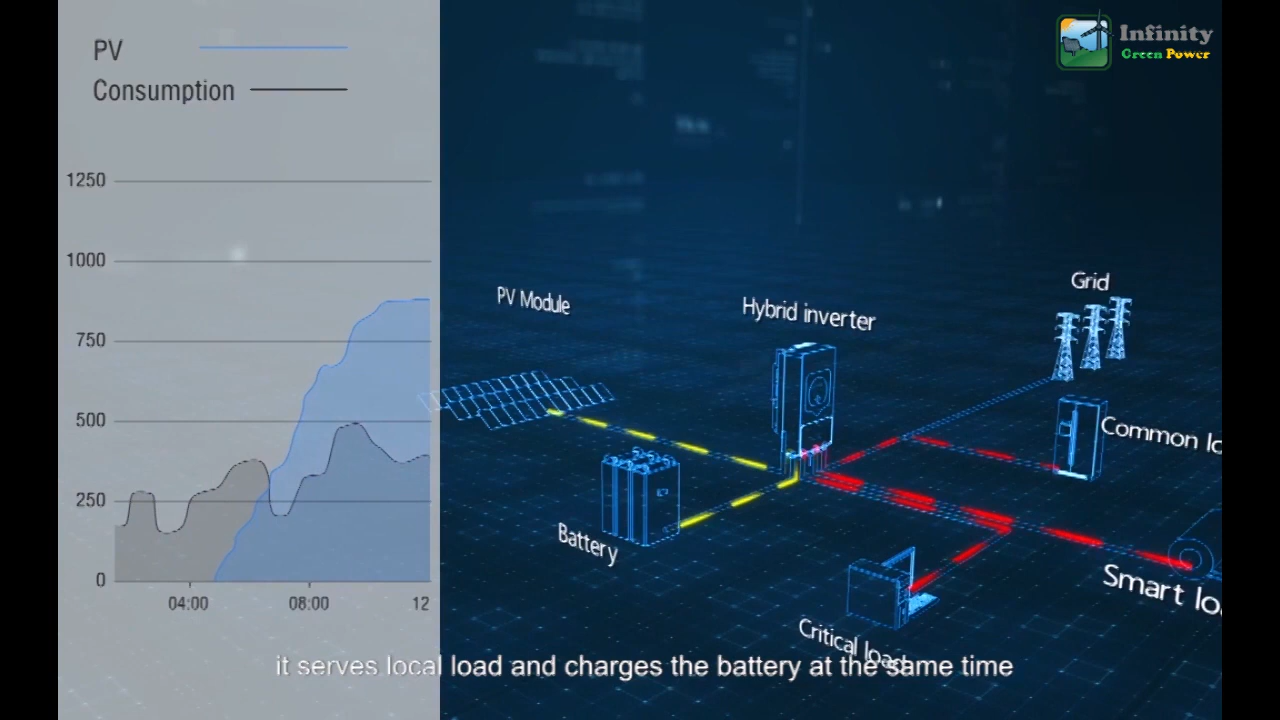 PV
Consumption
1250
1000
750
500
250
0
04:00
08:00
12
Infinity
Green Power
PV Module
Hybrid inverter
Grid
Common lo
Battery
Smart lo
Critical load
it serves local load and charges the battery at the same time